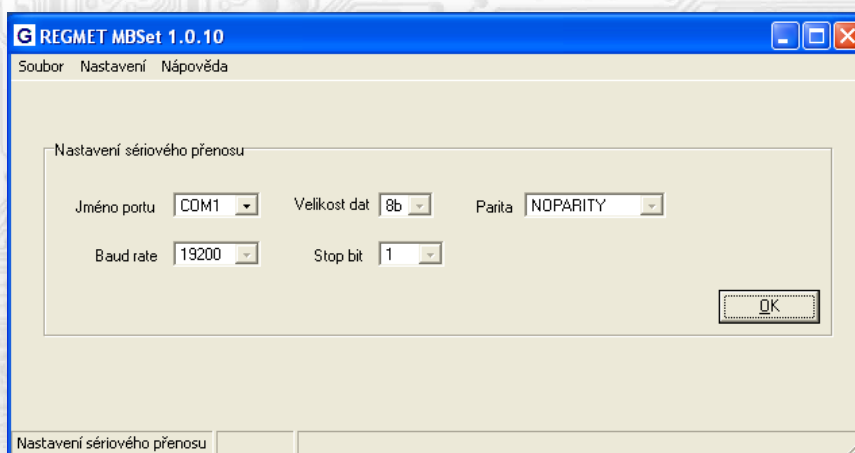 G REGMET MBSet 1.0.10
Soubor Nastavení Nápověda
Nastavení sériového přenosu
Jméno portu COM1 Velikost dat 8b Parita NOPARITY
Baud rate 19200 Stop bit 1
OK
Nastavení sériového přenosu